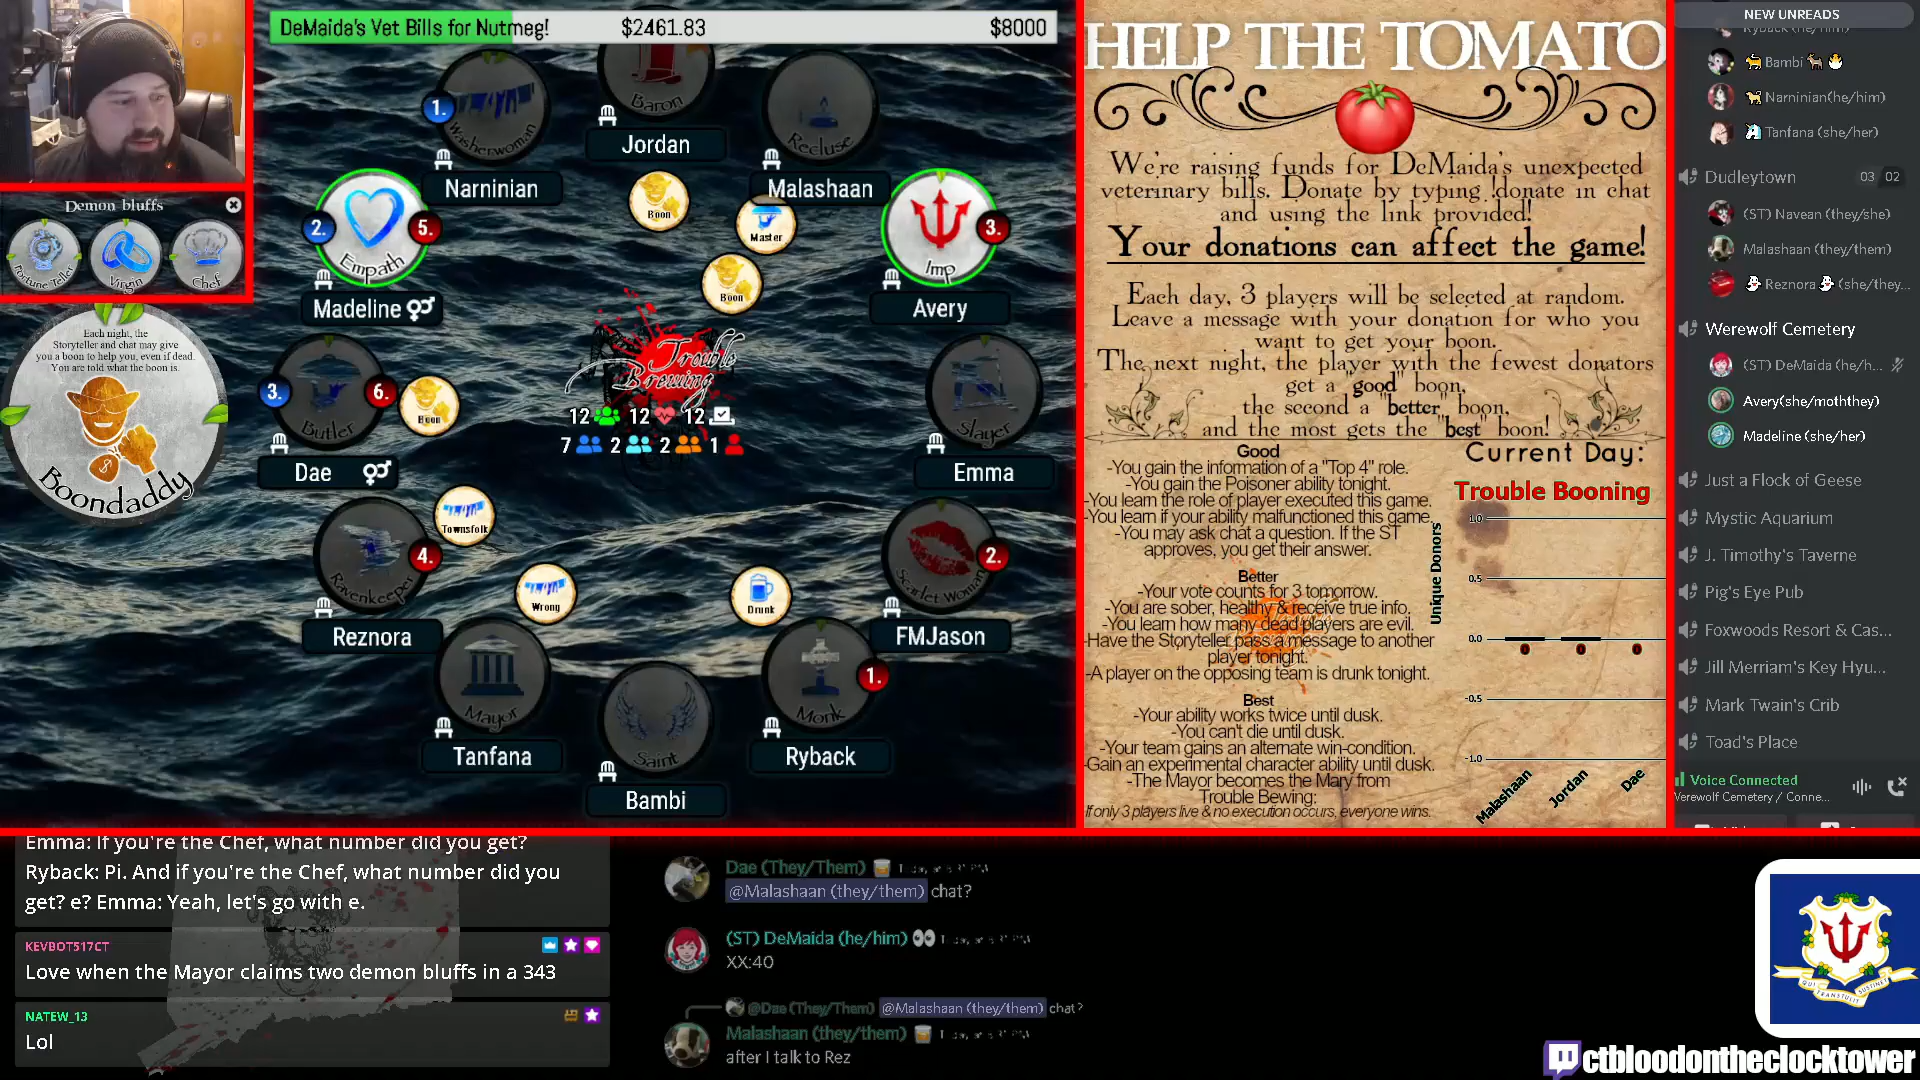 DeMaida's Vet Bills for Nutmeg! $2461.83 $8000
Demon bluffs
Fortune Teller Virgin Chef
Each night, the
Storyteller and chat may give
you a boon to help you, even if dead.
You are told what the boon is.
Boondaddy
Washerwoman
1.
Narninian
Baron
Jordan
Recluse
Malashaan
Empath
2. 5.
Madeline
Imp
3.
Avery
Boon
Master
Boon
Butler
3. 6.
Boon
Dae
Trouble
Brewing
12 12 12
7 2 2 1
Slayer
Emma
Ravenkeeper
4.
Townsfolk
Reznora
Wrong
Drunk
Scarlet Woman
2.
FMJason
Mayor
Tanfana
Saint
Bambi
Monk
1.
Ryback
HELP THE TOMATO
We're raising funds for DeMaida's unexpected
veterinary bills. Donate by typing !donate in chat
and using the link provided!
Your donations can affect the game!
Each day, 3 players will be selected at random.
Leave a message with your donation for who you
want to get your boon.
The next night, the player with the fewest donators
get a "good" boon,
the second a "better" boon,
and the most gets the "best" boon!
Good
-You gain the information of a "Top 4" role.
-You gain the Poisoner ability tonight.
-You learn the role of player executed this game.
-You learn if your ability malfunctioned this game.
-You may ask chat a question. If the ST
approves, you get their answer.
Better
-Your vote counts for 3 tomorrow.
-You are sober, healthy & receive true info.
-You learn how many dead players are evil.
-Have the Storyteller pass a message to another
player tonight.
-A player on the opposing team is drunk tonight.
Best
-Your ability works twice until dusk.
-You can't die until dusk.
-Your team gains an alternate win-condition.
-Gain an experimental character ability until dusk.
-The Mayor becomes the Mary from
Trouble Bewing:
If only 3 players live & no execution occurs, everyone wins.
Current Day:
Trouble Booning
Unique Donors
1.0
0.5
0.0
-0.5
-1.0
0 0 0
Malashaan Jordan Dae
NEW UNREADS
Ryback (he/him)
Bambi
Narninian(he/him)
Tanfana (she/her)
Dudleytown 03 02
(ST) Navean (they/she)
Malashaan (they/them)
Reznora (she/they...
Werewolf Cemetery
(ST) DeMaida (he/h...
Avery(she/moththey)
Madeline (she/her)
Just a Flock of Geese
Mystic Aquarium
J. Timothy's Taverne
Pig's Eye Pub
Foxwoods Resort & Cas...
Jill Merriam's Key Hyu...
Mark Twain's Crib
Toad's Place
Voice Connected
Werewolf Cemetery / Conne...
Emma: If you're the Chef, what number did you get?
Ryback: Pi. And if you're the Chef, what number did you
get? e? Emma: Yeah, let's go with e.
KEVBOT517CT
Love when the Mayor claims two demon bluffs in a 343
NATEW_13
Lol
Dae (They/Them)
@Malashaan (they/them) chat?
(ST) DeMaida (he/him)
XX:40
@Dae (They/Them) @Malashaan (they/them) chat?
Malashaan (they/them)
after I talk to Rez
QUI TRANSTULIT SUSTINET
ctbloodontheclocktower